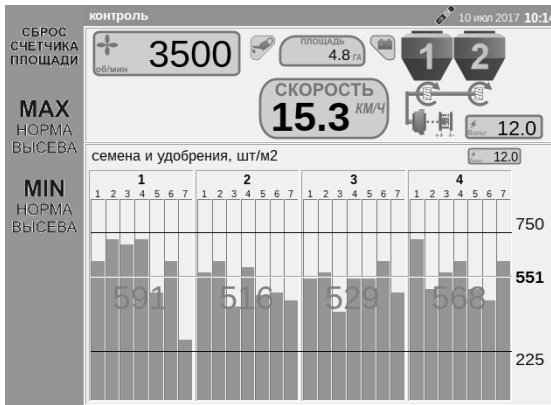 СБРОС
СЧЕТЧИКА
ПЛОЩАДИ
MAX
НОРМА
ВЫСЕВА
MIN
НОРМА
ВЫСЕВА
контроль
10 июл 2017 10:14
об/мин
3500
ПЛОЩАДЬ
4.8 ГА
1 2
СКОРОСТЬ
15.3 КМ/Ч
Вольт 12.0
семена и удобрения, шт/м2
12.0
1 2 3 4
1 2 3 4 5 6 7 1 2 3 4 5 6 7 1 2 3 4 5 6 7 1 2 3 4 5 6 7
750
591 516 529 568
551
225